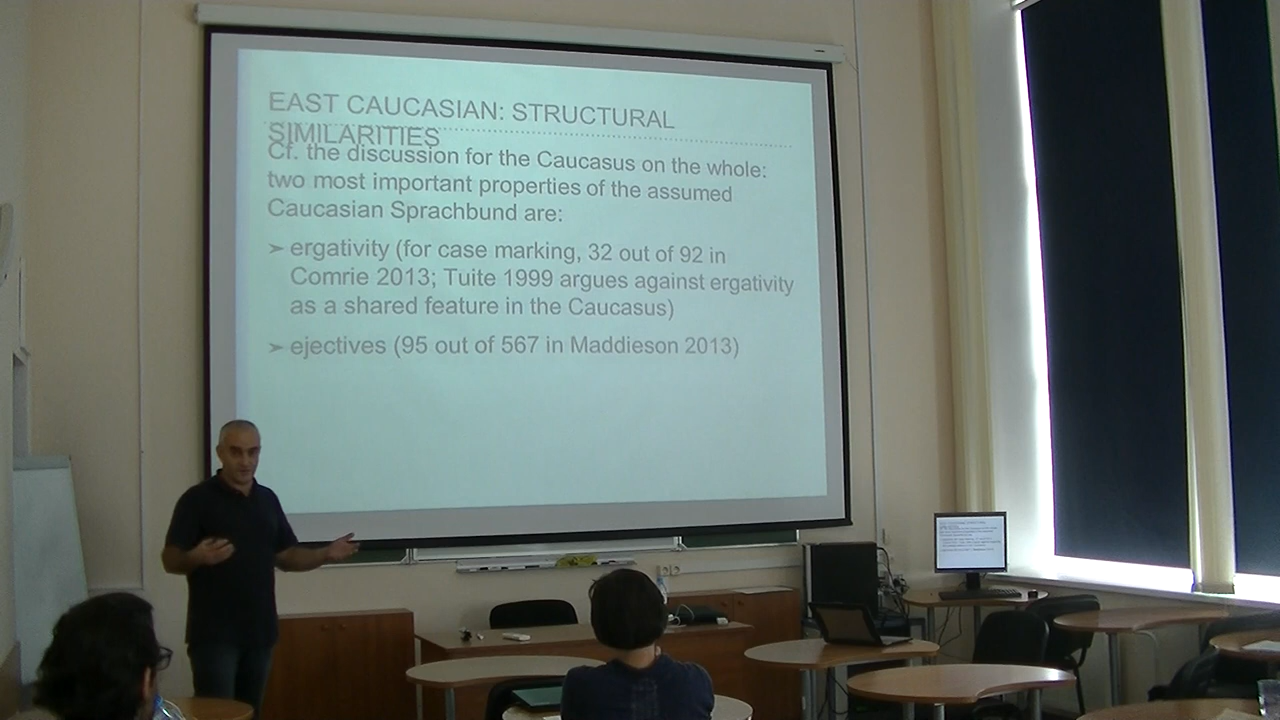 EAST CAUCASIAN: STRUCTURAL
SIMILARITIES
Cf. the discussion for the Caucasus on the whole:
two most important properties of the assumed
Caucasian Sprachbund are:
➢ ergativity (for case marking, 32 out of 92 in
Comrie 2013; Tuite 1999 argues against ergativity
as a shared feature in the Caucasus)
➢ ejectives (95 out of 567 in Maddieson 2013)